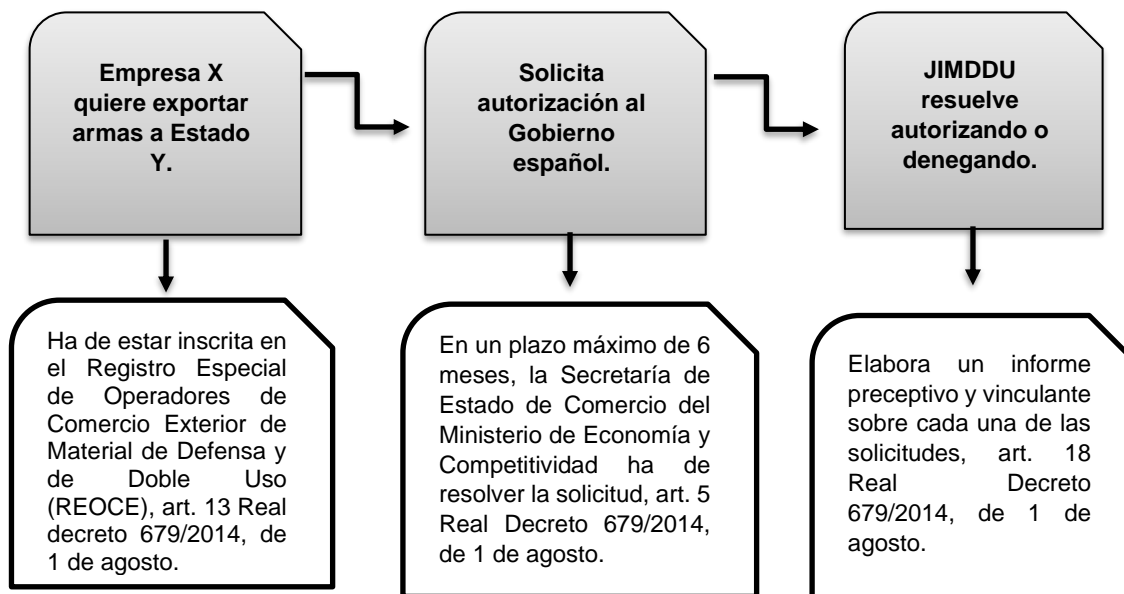 Empresa X
quiere exportar
armas a Estado
Y.
Solicita
autorización al
Gobierno
español.
JIMDDU
resuelve
autorizando o
denegando.
Ha de estar inscrita en
el Registro Especial
de Operadores de
Comercio Exterior de
Material de Defensa y
de Doble Uso
(REOCE), art. 13 Real
decreto 679/2014, de
1 de agosto.
En un plazo máximo de 6
meses, la Secretaría de
Estado de Comercio del
Ministerio de Economía y
Competitividad ha de
resolver la solicitud, art. 5
Real Decreto 679/2014,
de 1 de agosto.
Elabora un informe
preceptivo y vinculante
sobre cada una de las
solicitudes, art. 18
Real Decreto
679/2014, de 1 de
agosto.